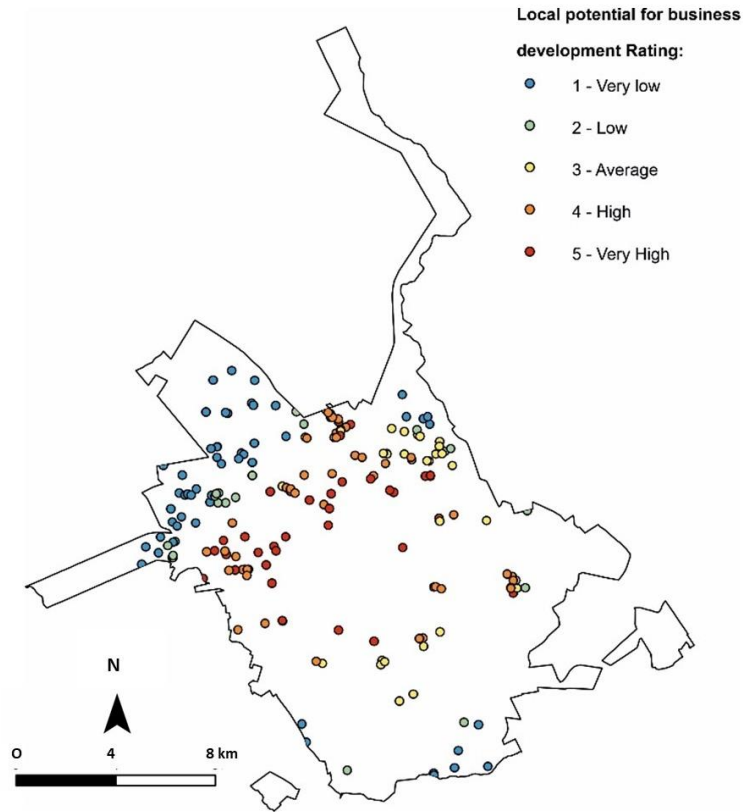 Local potential for business
development Rating:
1 - Very low
2 - Low
3 - Average
4 - High
5 - Very High
N
O 4 8 km